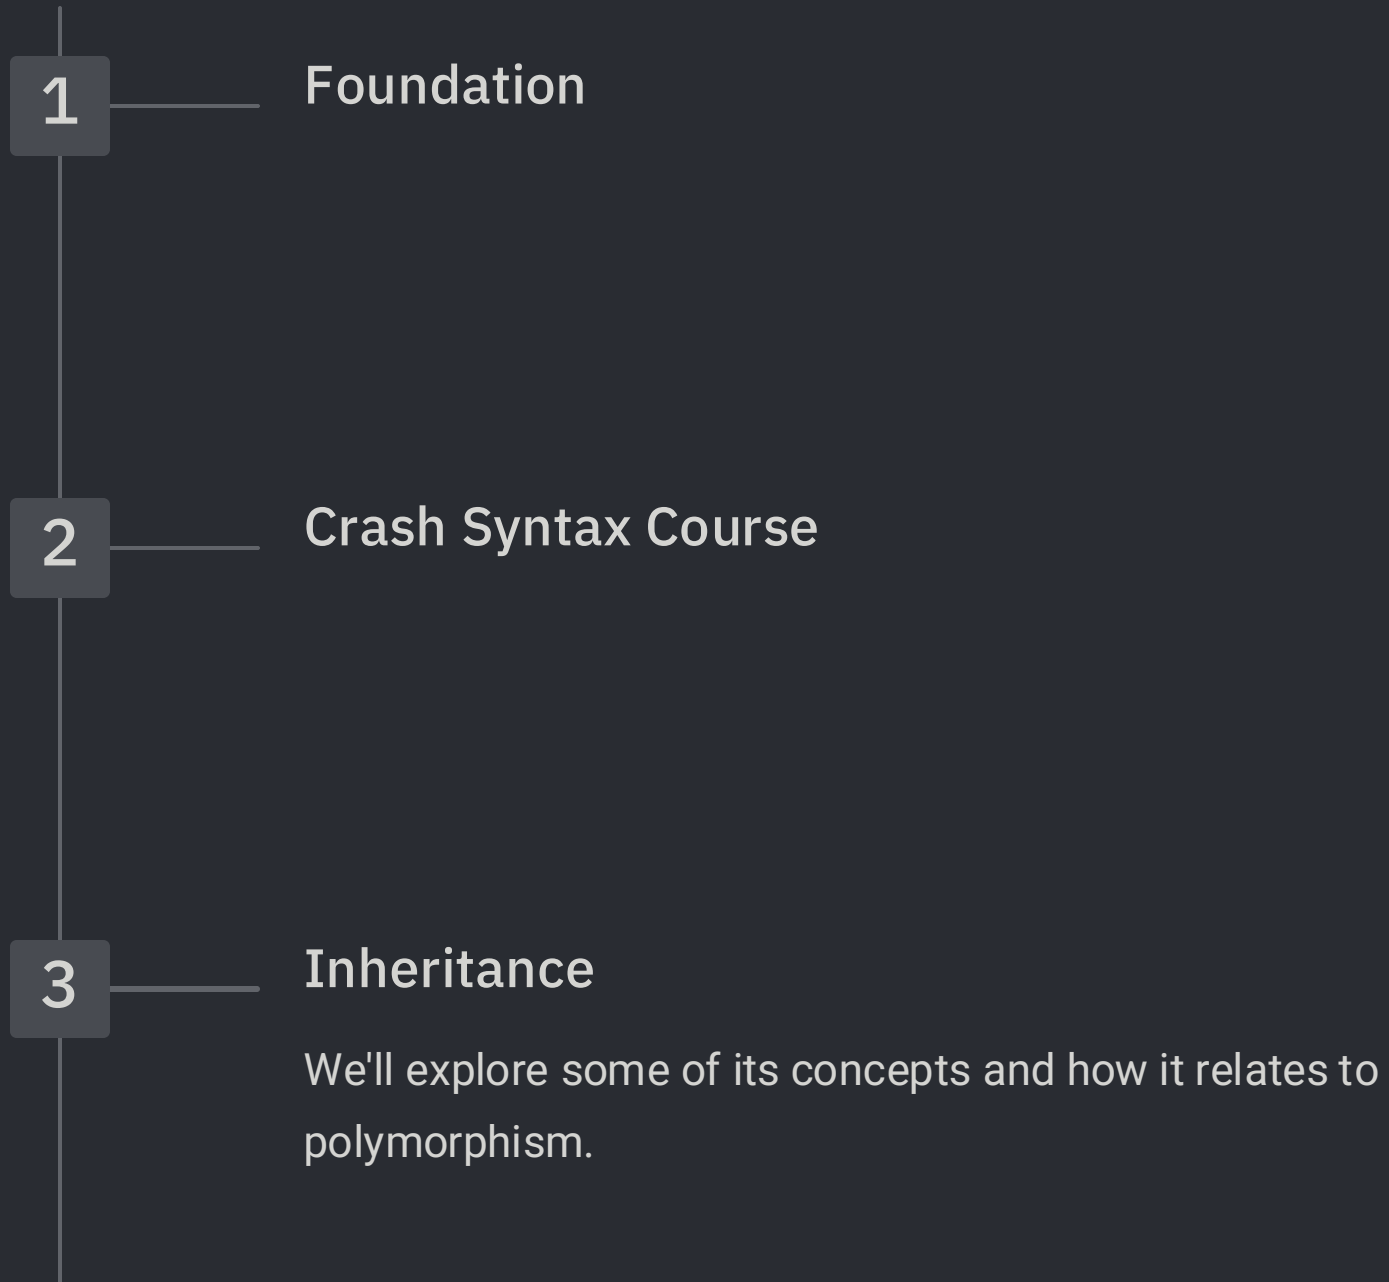 1
Foundation
2
Crash Syntax Course
3
Inheritance
We'll explore some of its concepts and how it relates to
polymorphism.